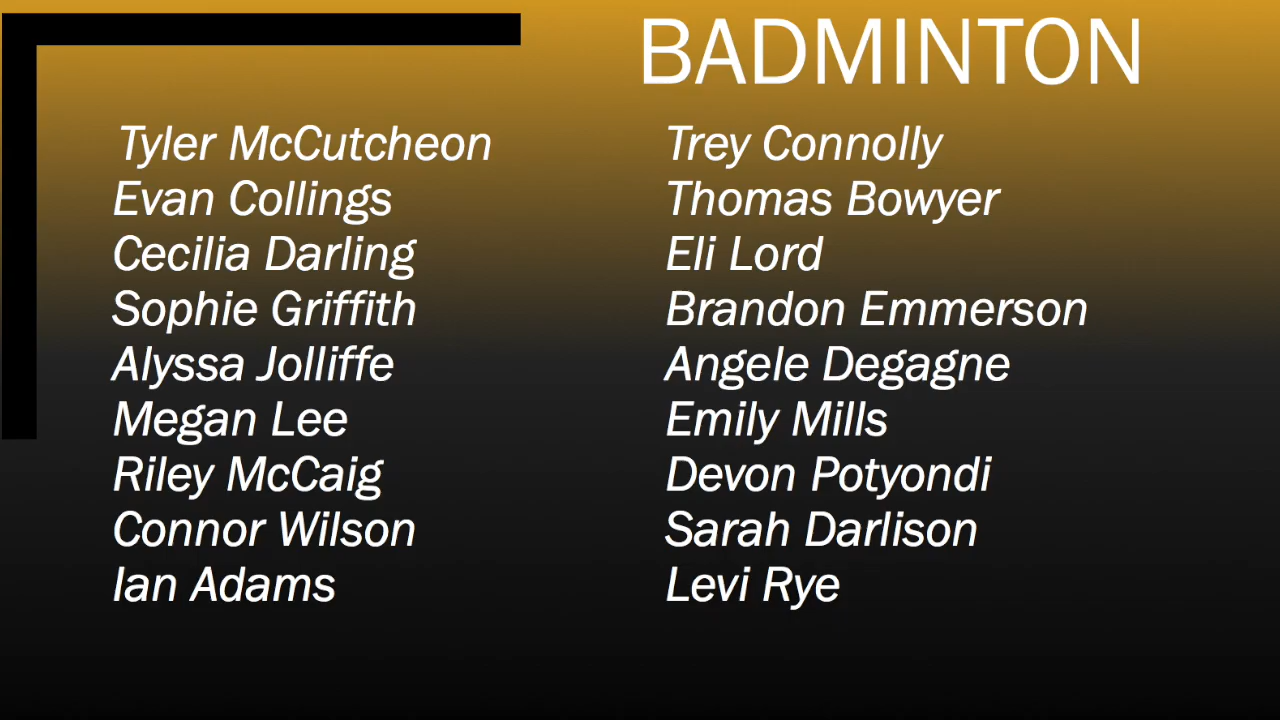 BADMINTON
Tyler McCutcheon
Evan Collings
Cecilia Darling
Sophie Griffith
Alyssa Jolliffe
Megan Lee
Riley McCaig
Connor Wilson
Ian Adams
Trey Connolly
Thomas Bowyer
Eli Lord
Brandon Emmerson
Angele Degagne
Emily Mills
Devon Potyondi
Sarah Darlison
Levi Rye